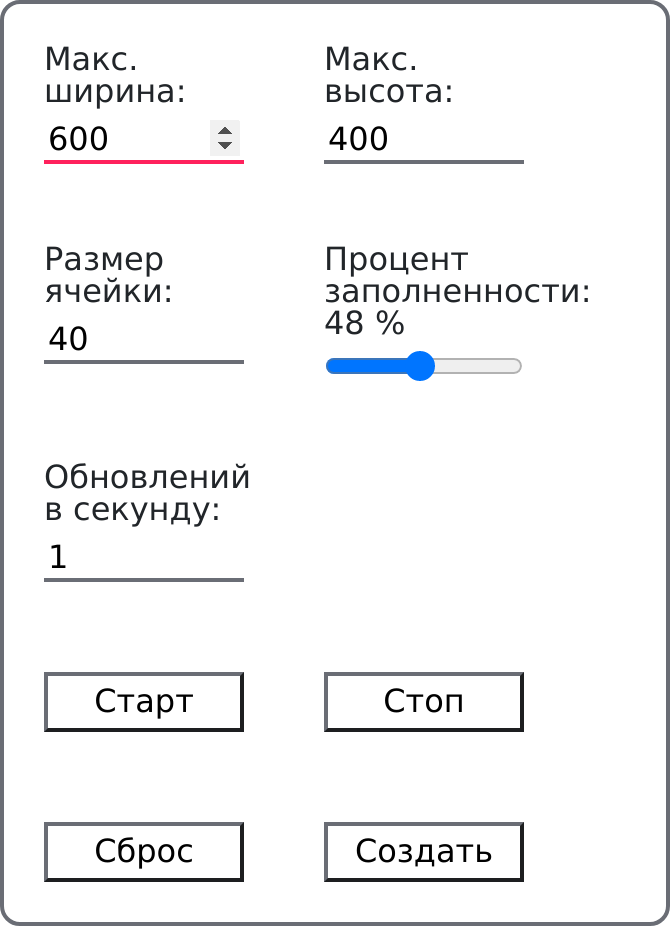 Макс.
ширина:
600
Макс.
высота:
400
Размер
ячейки:
40
Процент
заполненности:
48 %
Обновлений
в секунду:
1
Старт
Стоп
Сброс
Создать